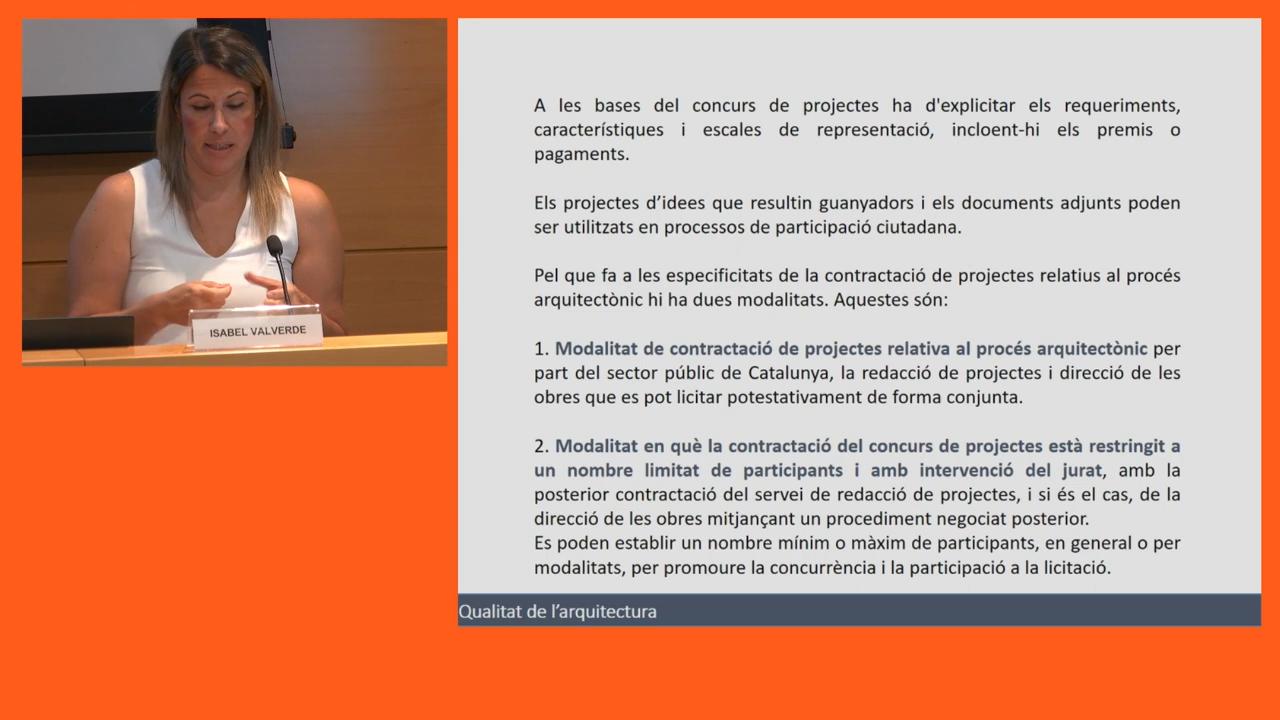 ISABEL VALVERDE
A les bases del concurs de projectes ha d'explicitar els requeriments,
característiques i escales de representació, incloent-hi els premis o
pagaments.
Els projectes d’idees que resultin guanyadors i els documents adjunts poden
ser utilitzats en processos de participació ciutadana.
Pel que fa a les especificitats de la contractació de projectes relatius al procés
arquitectònic hi ha dues modalitats. Aquestes són:
1. Modalitat de contractació de projectes relativa al procés arquitectònic per
part del sector públic de Catalunya, la redacció de projectes i direcció de les
obres que es pot licitar potestativament de forma conjunta.
2. Modalitat en què la contractació del concurs de projectes està restringit a
un nombre limitat de participants i amb intervenció del jurat, amb la
posterior contractació del servei de redacció de projectes, i si és el cas, de la
direcció de les obres mitjançant un procediment negociat posterior.
Es poden establir un nombre mínim o màxim de participants, en general o per
modalitats, per promoure la concurrència i la participació a la licitació.
Qualitat de l’arquitectura